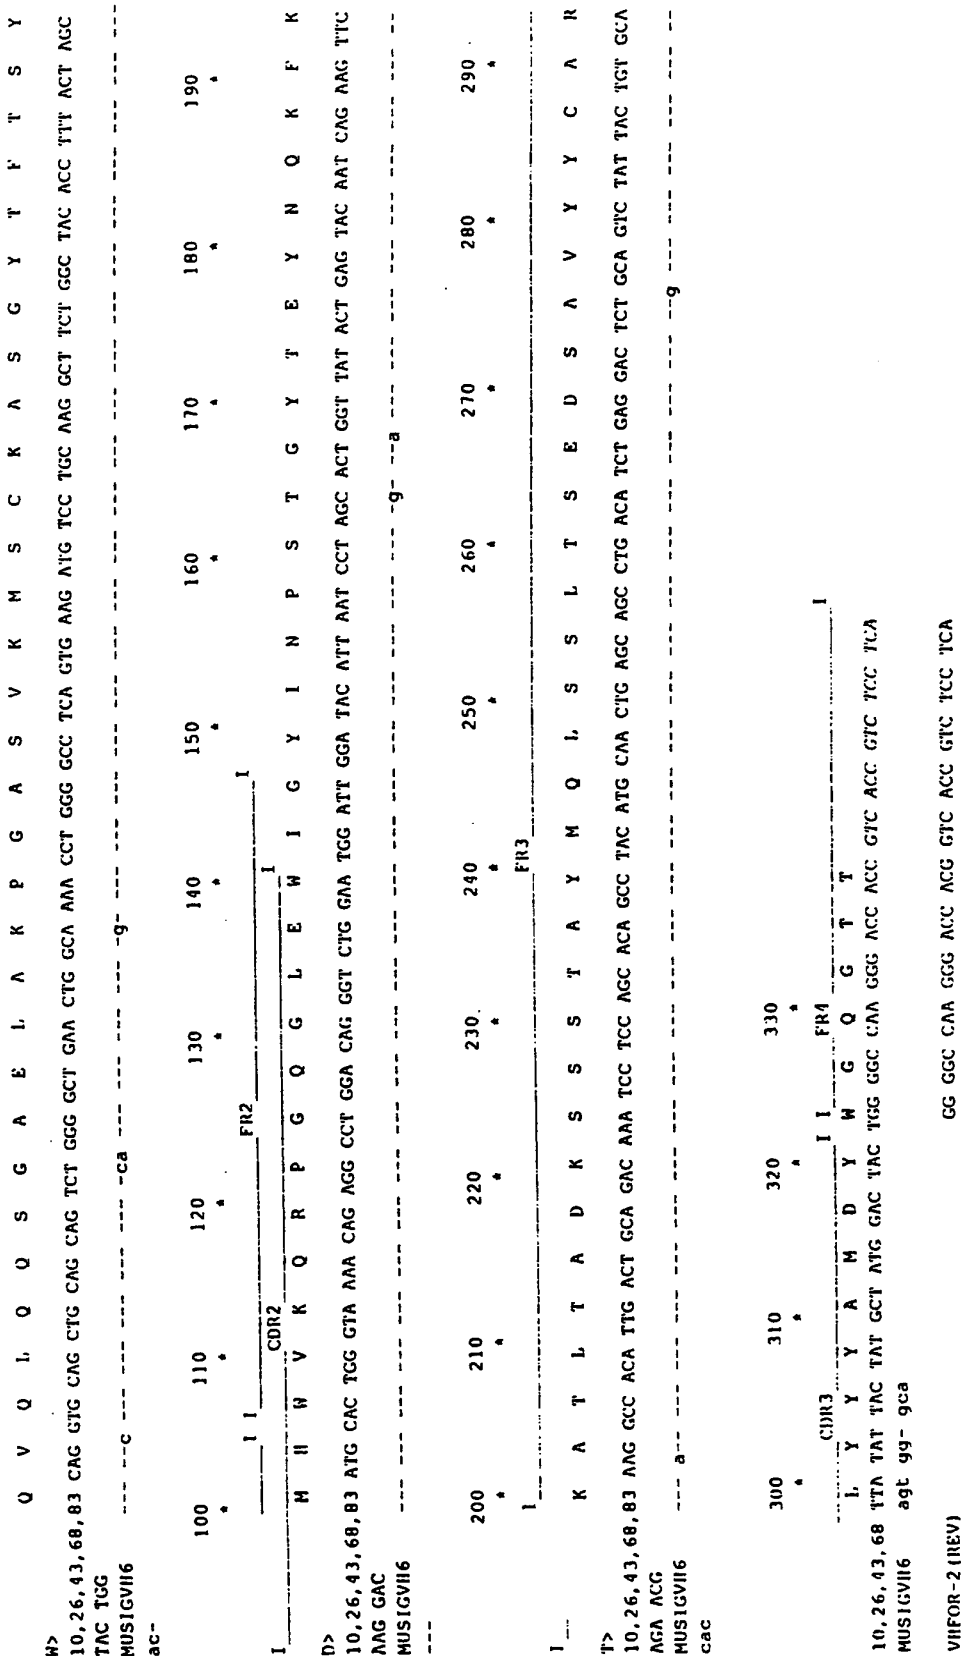 Q V Q L Q Q S G A E L A K P G A S V K M S C K A S G Y T F T S Y
W>
10,26,43,68,83 CAG GTG CAG CTG CAG CAG TCT GGG GCT GAA CTG GCA AAA CCT GGG GCC TCA GTG AAG ATG TCC TGC AAG GCT TCT GGC TAC ACC TTT ACT AGC
TAC TGG
MUSIGVH6 --- --- --c --- --- --- --- --- -ca --- --- --- -g- --- --- --- --- --- --- --- --- --- --- --- --- --- --- --- --- --- ---
ac-
100 110 120 130 140 150 160 170 180 190
* * * * * * * * * *
I I FR2 I
I CDR2 I
M H W V K Q R P G Q G L E W I G Y I N P S T G Y T E Y N Q K F K
D>
10,26,43,68,83 ATG CAC TGG GTA AAA CAG AGG CCT GGA CAG GGT CTG GAA TGG ATT GGA TAC ATT AAT CCT AGC ACT GGT TAT ACT GAG TAC AAT CAG AAG TTC
AAG GAC
MUSIGVH6 --- --- --- --- --- --- --- --- --- --- --- --- --- --- --- --- --- --- --- --- -g- --a --- --- --- --- --- --- --- --- ---
---
200 210 220 230 240 250 260 270 280 290
* * * * * * * * * *
I FR3
I
K A T L T A D K S S S T A Y M Q L S S L T S E D S A V Y Y C A R
T>
10,26,43,68,83 AAG GCC ACA TTG ACT GCA GAC AAA TCC TCC AGC ACA GCC TAC ATG CAA CTG AGC AGC CTG ACA TCT GAG GAC TCT GCA GTC TAT TAC TGT GCA
AGA ACG
MUSIGVH6 --- a-- --- --- --- --- --- --- --- --- --- --- --- --- --- --- --- --- --- --- --- --- --- --- --- --g --- --- --- --- ---
cac
300 310 320 330
* * * *
CDR3 I I FR4 I
L Y Y Y A M D Y W G Q G T T
10,26,43,68 TTA TAT TAC TAT GCT ATG GAC TAC TGG GGC CAA GGG ACC ACC GTC ACC GTC TCC TCA
MUSIGVH6 agt gg- gca
VHFOR-2(REV) GG GGC CAA GGG ACC ACG GTC ACC GTC TCC TCA